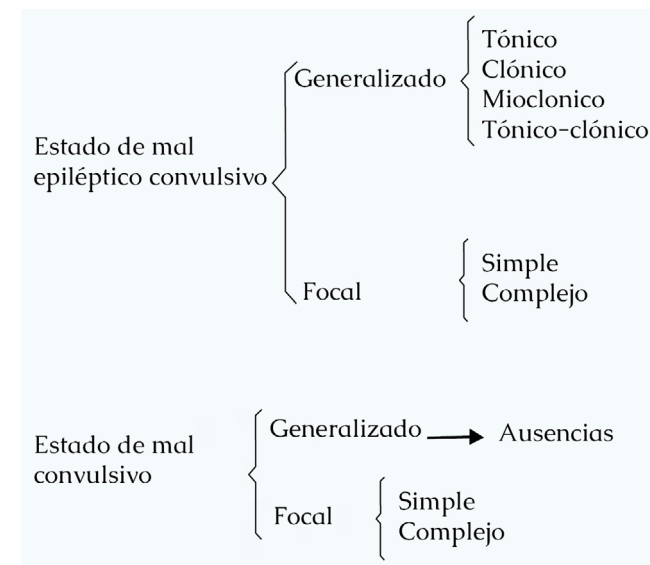 Generalizado
Tónico
Clónico
Mioclonico
Tónico-clónico
Estado de mal
epiléptico convulsivo
Focal
Simple
Complejo
Estado de mal
convulsivo
Generalizado
Ausencias
Focal
Simple
Complejo